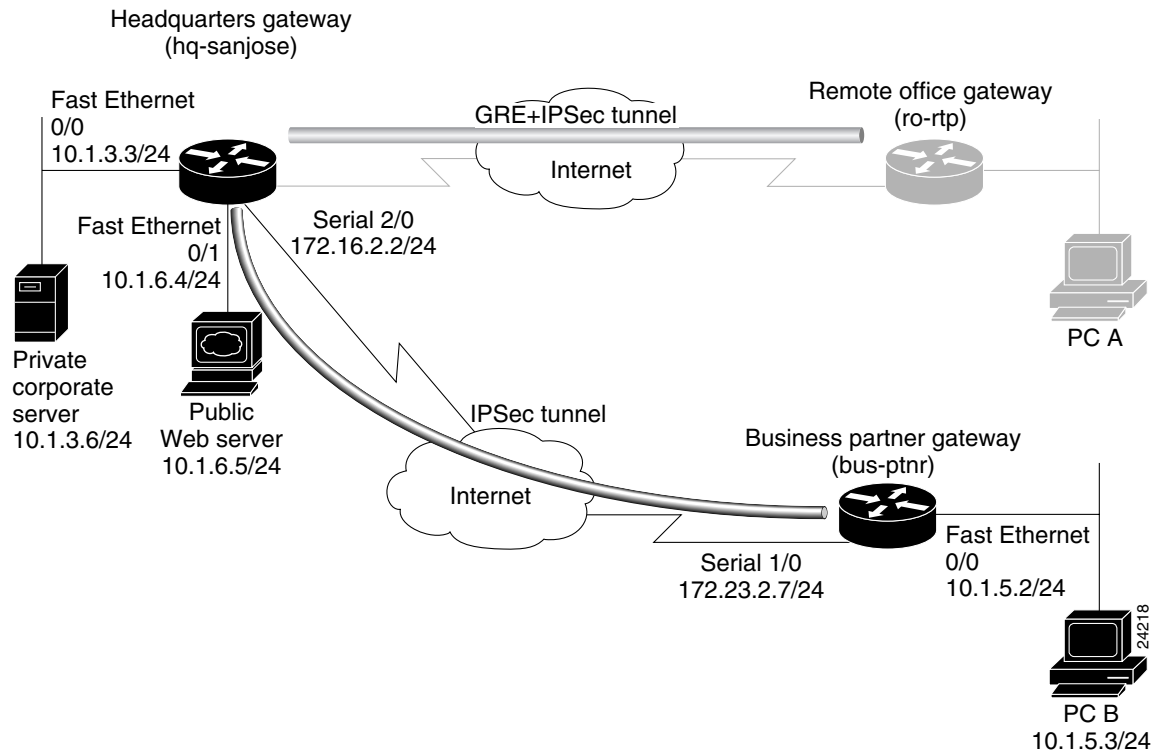 Headquarters gateway
(hq-sanjose)
Fast Ethernet
0/0
10.1.3.3/24
GRE+IPSec tunnel
Internet
Remote office gateway
(ro-rtp)
Serial 2/0
172.16.2.2/24
Fast Ethernet
0/1
10.1.6.4/24
Private
corporate
server
10.1.3.6/24
Public
Web server
10.1.6.5/24
PC A
IPSec tunnel
Internet
Business partner gateway
(bus-ptnr)
Serial 1/0
172.23.2.7/24
Fast Ethernet
0/0
10.1.5.2/24
24218
PC B
10.1.5.3/24